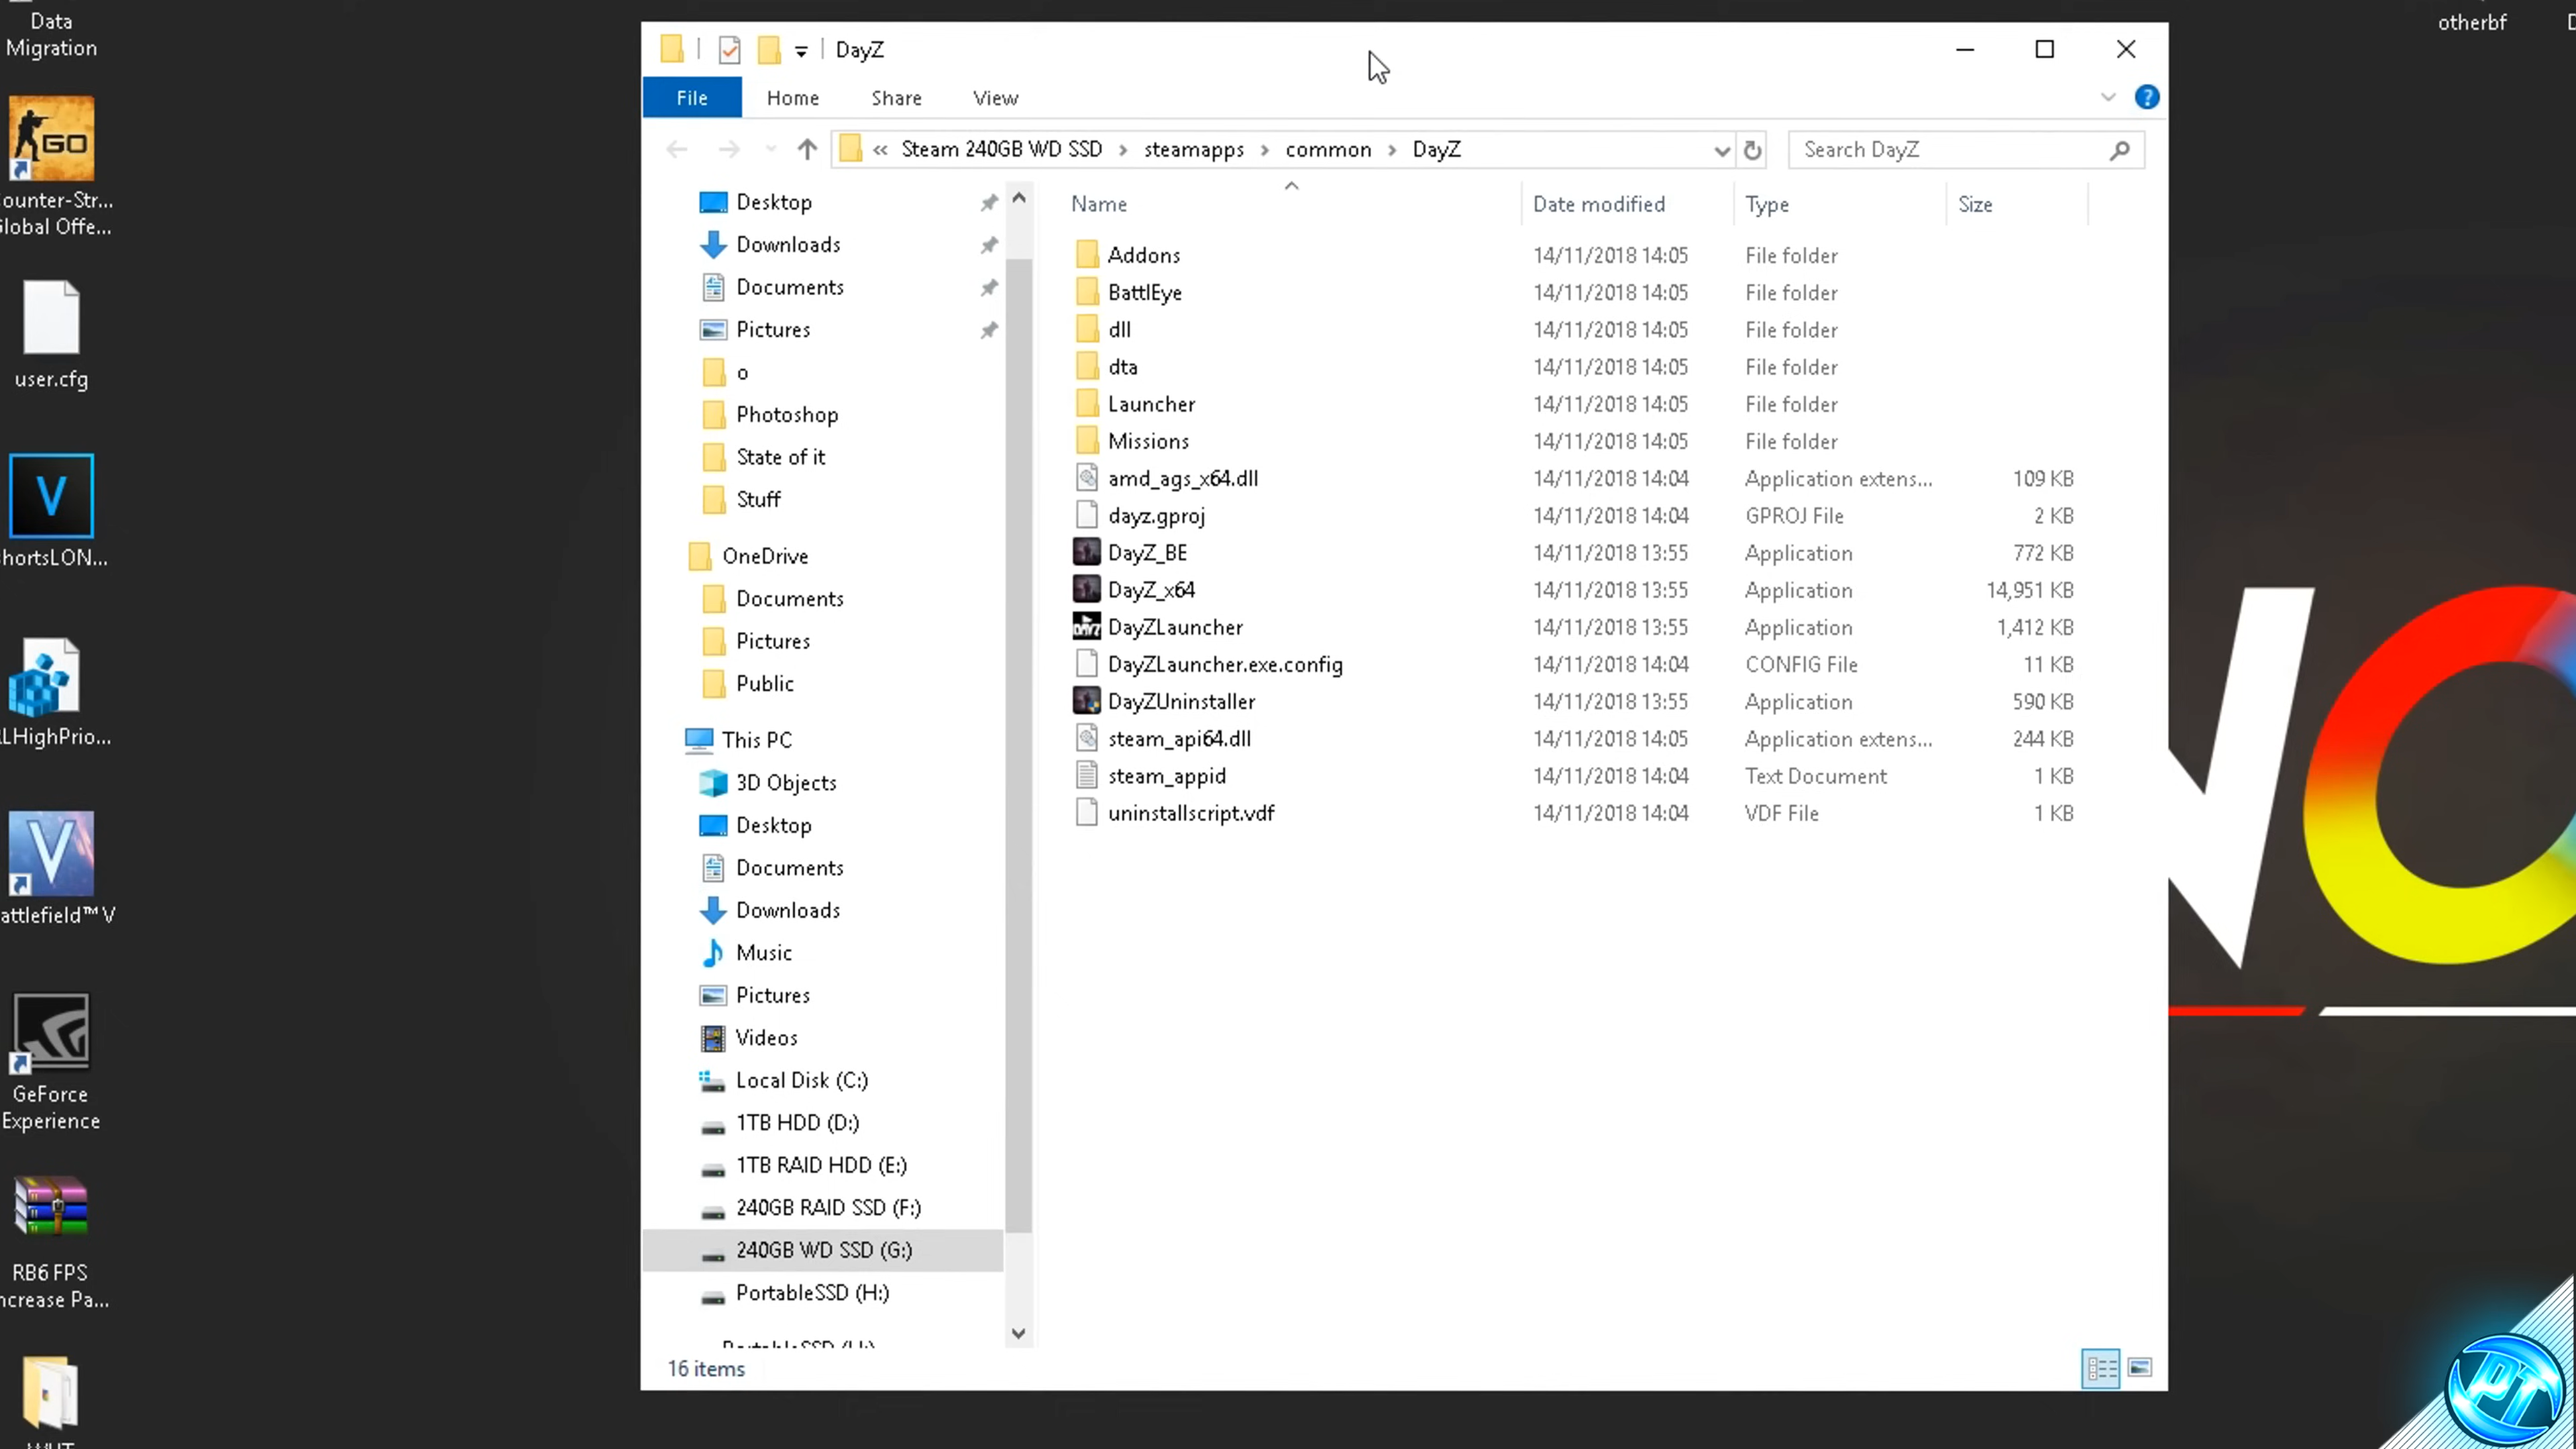 Data
Migration
GO
ounter-Str...
lobal Offe...
user.cfg
V
hortsLON...
LHighPrio...
V
attlefield™ V
GeForce
Experience
RB6 FPS
ncrease Pa...
otherbf
DayZ
File Home Share View
« Steam 240GB WD SSD › steamapps › common › DayZ
Search DayZ
Desktop
Downloads
Documents
Pictures
o
Photoshop
State of it
Stuff
OneDrive
Documents
Pictures
Public
This PC
3D Objects
Desktop
Documents
Downloads
Music
Pictures
Videos
Local Disk (C:)
1TB HDD (D:)
1TB RAID HDD (E:)
240GB RAID SSD (F:)
240GB WD SSD (G:)
PortableSSD (H:)
Name Date modified Type Size
Addons 14/11/2018 14:05 File folder
BattlEye 14/11/2018 14:05 File folder
dll 14/11/2018 14:05 File folder
dta 14/11/2018 14:05 File folder
Launcher 14/11/2018 14:05 File folder
Missions 14/11/2018 14:05 File folder
amd_ags_x64.dll 14/11/2018 14:04 Application extens... 109 KB
dayz.gproj 14/11/2018 14:04 GPROJ File 2 KB
DayZ_BE 14/11/2018 13:55 Application 772 KB
DayZ_x64 14/11/2018 13:55 Application 14,951 KB
DayZLauncher 14/11/2018 13:55 Application 1,412 KB
DayZLauncher.exe.config 14/11/2018 14:04 CONFIG File 11 KB
DayZUninstaller 14/11/2018 13:55 Application 590 KB
steam_api64.dll 14/11/2018 14:05 Application extens... 244 KB
steam_appid 14/11/2018 14:04 Text Document 1 KB
uninstallscript.vdf 14/11/2018 14:04 VDF File 1 KB
16 items
PT